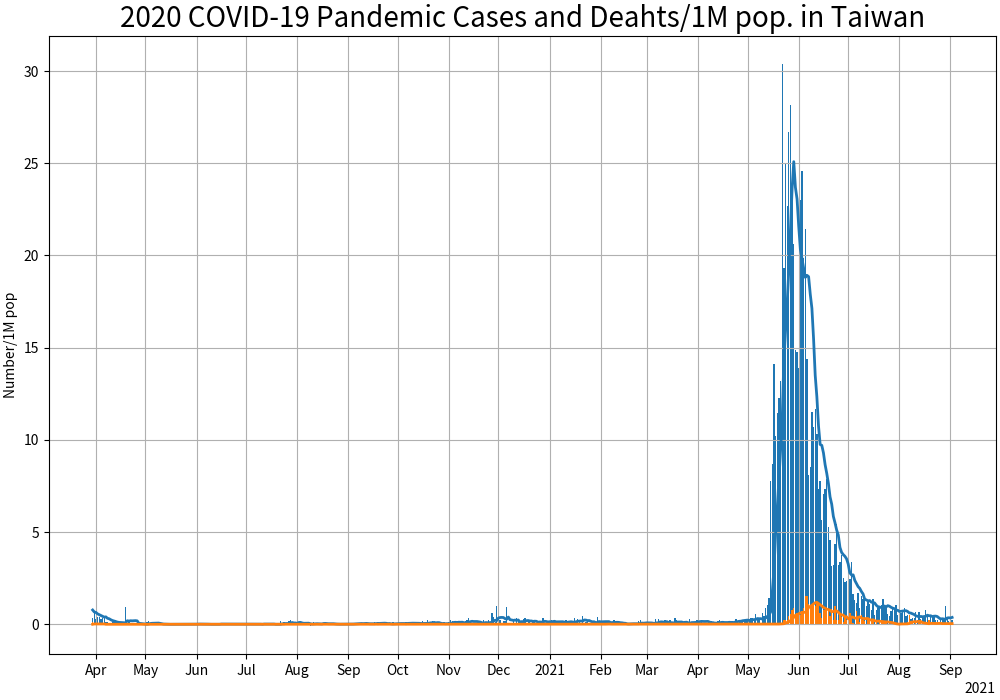 2020 COVID-19 Pandemic Cases and Deahts/1M pop. in Taiwan
Number/1M pop
30
25
20
15
10
5
0
Apr May Jun Jul Aug Sep Oct Nov Dec 2021 Feb Mar Apr May Jun Jul Aug Sep
2021